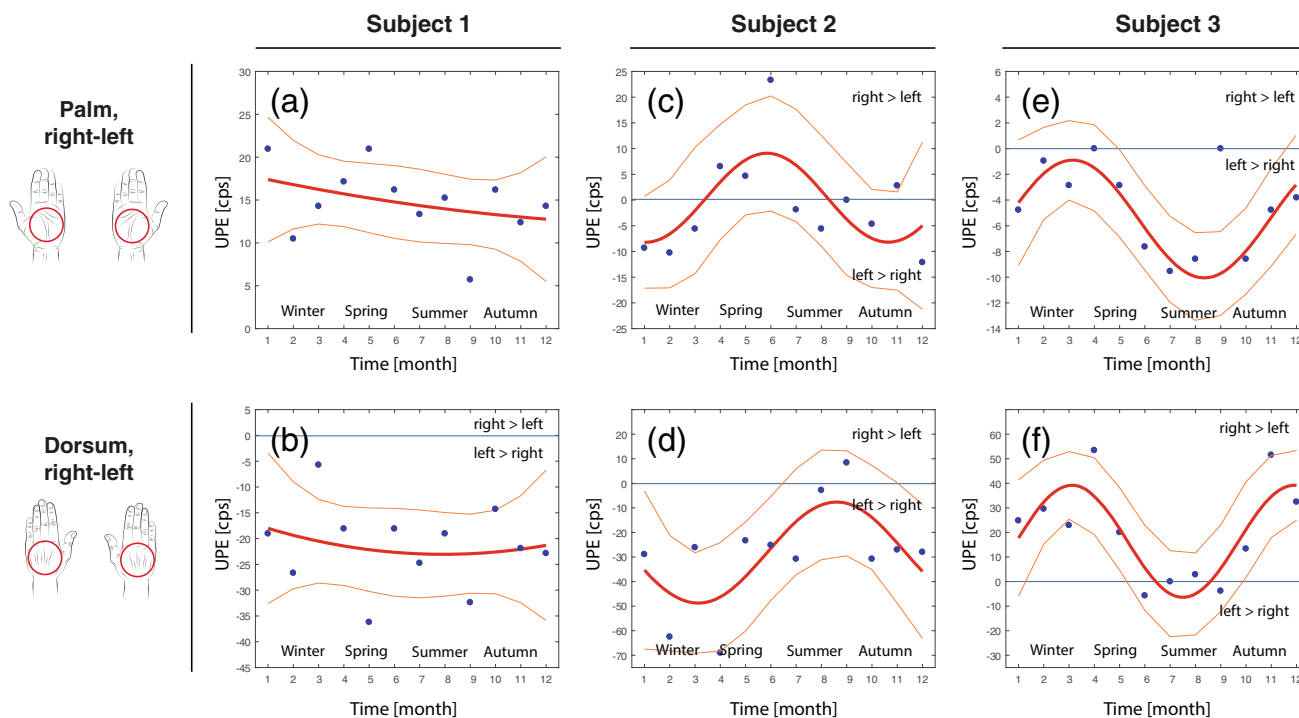 Subject 1
Subject 2
Subject 3
Palm,
right-left
(a)
30
25
20
15
10
5
0
UPE [cps]
Winter Spring Summer Autumn
1 2 3 4 5 6 7 8 9 10 11 12
Time [month]
(c)
right > left
left > right
25
20
15
10
5
0
-5
-10
-15
-20
-25
UPE [cps]
Winter Spring Summer Autumn
1 2 3 4 5 6 7 8 9 10 11 12
Time [month]
(e)
right > left
left > right
6
4
2
0
-2
-4
-6
-8
-10
-12
-14
UPE [cps]
Winter Spring Summer Autumn
1 2 3 4 5 6 7 8 9 10 11 12
Time [month]
Dorsum,
right-left
(b)
right > left
left > right
5
0
-5
-10
-15
-20
-25
-30
-35
-40
-45
UPE [cps]
Winter Spring Summer Autumn
1 2 3 4 5 6 7 8 9 10 11 12
Time [month]
(d)
right > left
left > right
20
10
0
-10
-20
-30
-40
-50
-60
-70
UPE [cps]
Winter Spring Summer Autumn
1 2 3 4 5 6 7 8 9 10 11 12
Time [month]
(f)
right > left
left > right
60
50
40
30
20
10
0
-10
-20
-30
UPE [cps]
Winter Spring Summer Autumn
1 2 3 4 5 6 7 8 9 10 11 12
Time [month]